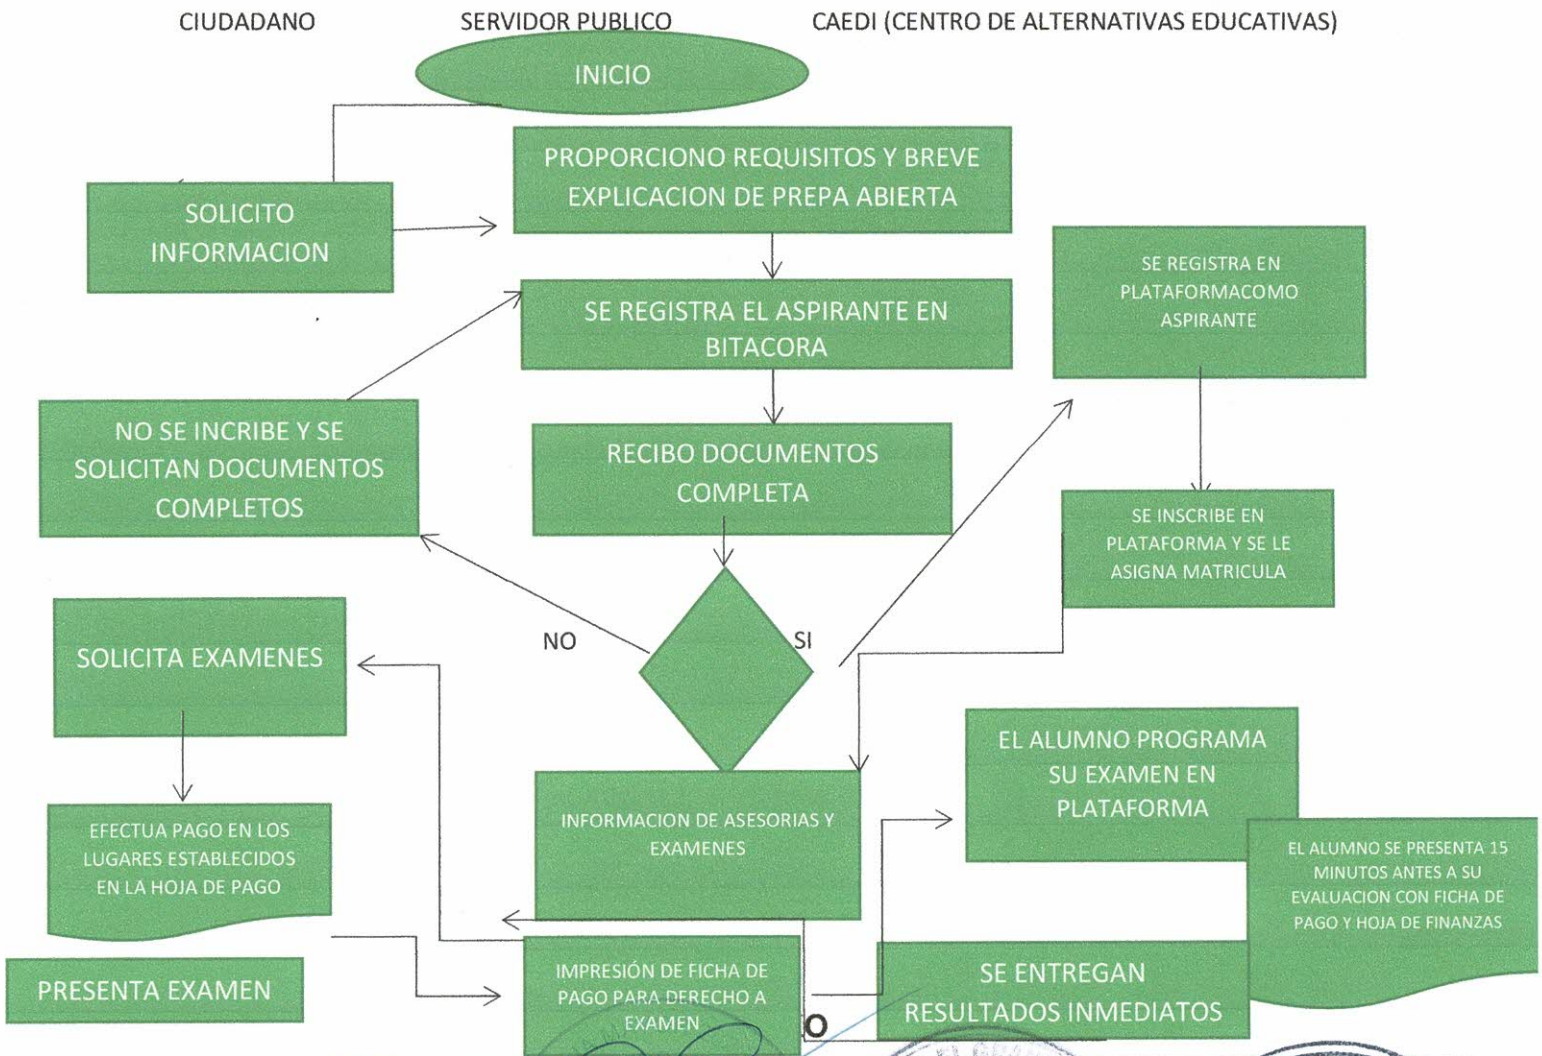 CIUDADANO
SERVIDOR PUBLICO
CAEDI (CENTRO DE ALTERNATIVAS EDUCATIVAS)
INICIO
PROPORCIONO REQUISITOS Y BREVE
EXPLICACION DE PREPA ABIERTA
SOLICITO
INFORMACION
SE REGISTRA EN
PLATAFORMACOMO
ASPIRANTE
SE REGISTRA EL ASPIRANTE EN
BITACORA
NO SE INCRIBE Y SE
SOLICITAN DOCUMENTOS
COMPLETOS
RECIBO DOCUMENTOS
COMPLETA
SE INSCRIBE EN
PLATAFORMA Y SE LE
ASIGNA MATRICULA
NO
SI
SOLICITA EXAMENES
EL ALUMNO PROGRAMA
SU EXAMEN EN
PLATAFORMA
EFECTUA PAGO EN LOS
LUGARES ESTABLECIDOS
EN LA HOJA DE PAGO
INFORMACION DE ASESORIAS Y
EXAMENES
EL ALUMNO SE PRESENTA 15
MINUTOS ANTES A SU
EVALUACION CON FICHA DE
PAGO Y HOJA DE FINANZAS
PRESENTA EXAMEN
IMPRESIÓN DE FICHA DE
PAGO PARA DERECHO A
EXAMEN
SE ENTREGAN
RESULTADOS INMEDIATOS
O